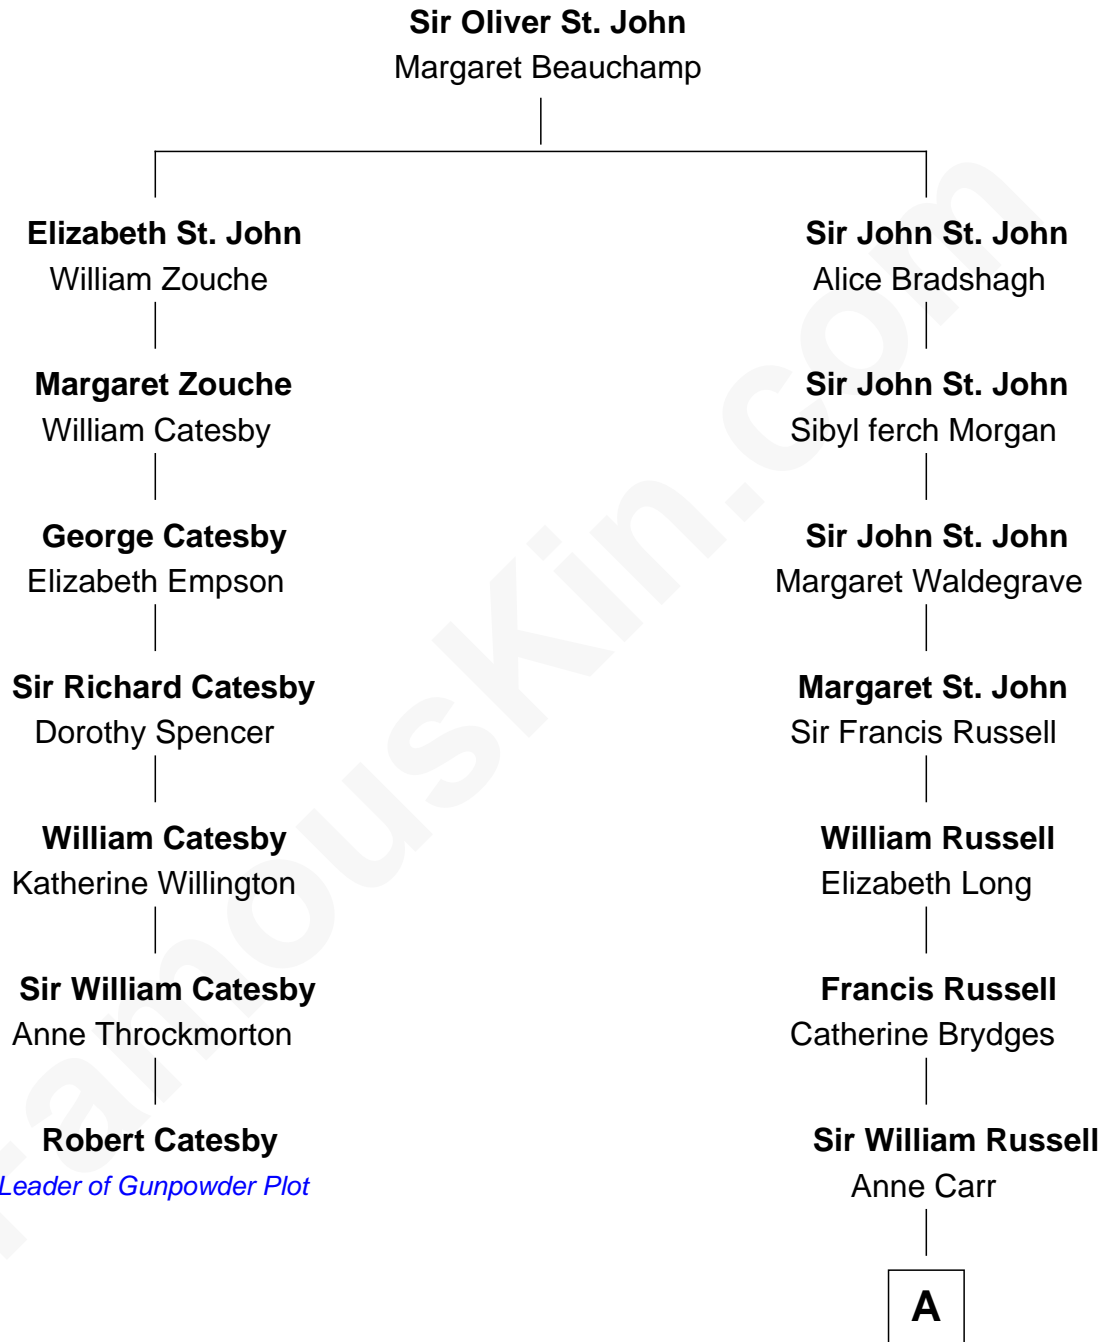 Sir Oliver St. John
Margaret Beauchamp
Elizabeth St. John
William Zouche
Sir John St. John
Alice Bradshagh
Margaret Zouche
William Catesby
Sir John St. John
Sibyl ferch Morgan
George Catesby
Elizabeth Empson
Sir John St. John
Margaret Waldegrave
Sir Richard Catesby
Dorothy Spencer
Margaret St. John
Sir Francis Russell
William Catesby
Katherine Willington
William Russell
Elizabeth Long
Sir William Catesby
Anne Throckmorton
Francis Russell
Catherine Brydges
Robert Catesby
Leader of Gunpowder Plot
Sir William Russell
Anne Carr
A
FamousKin.com